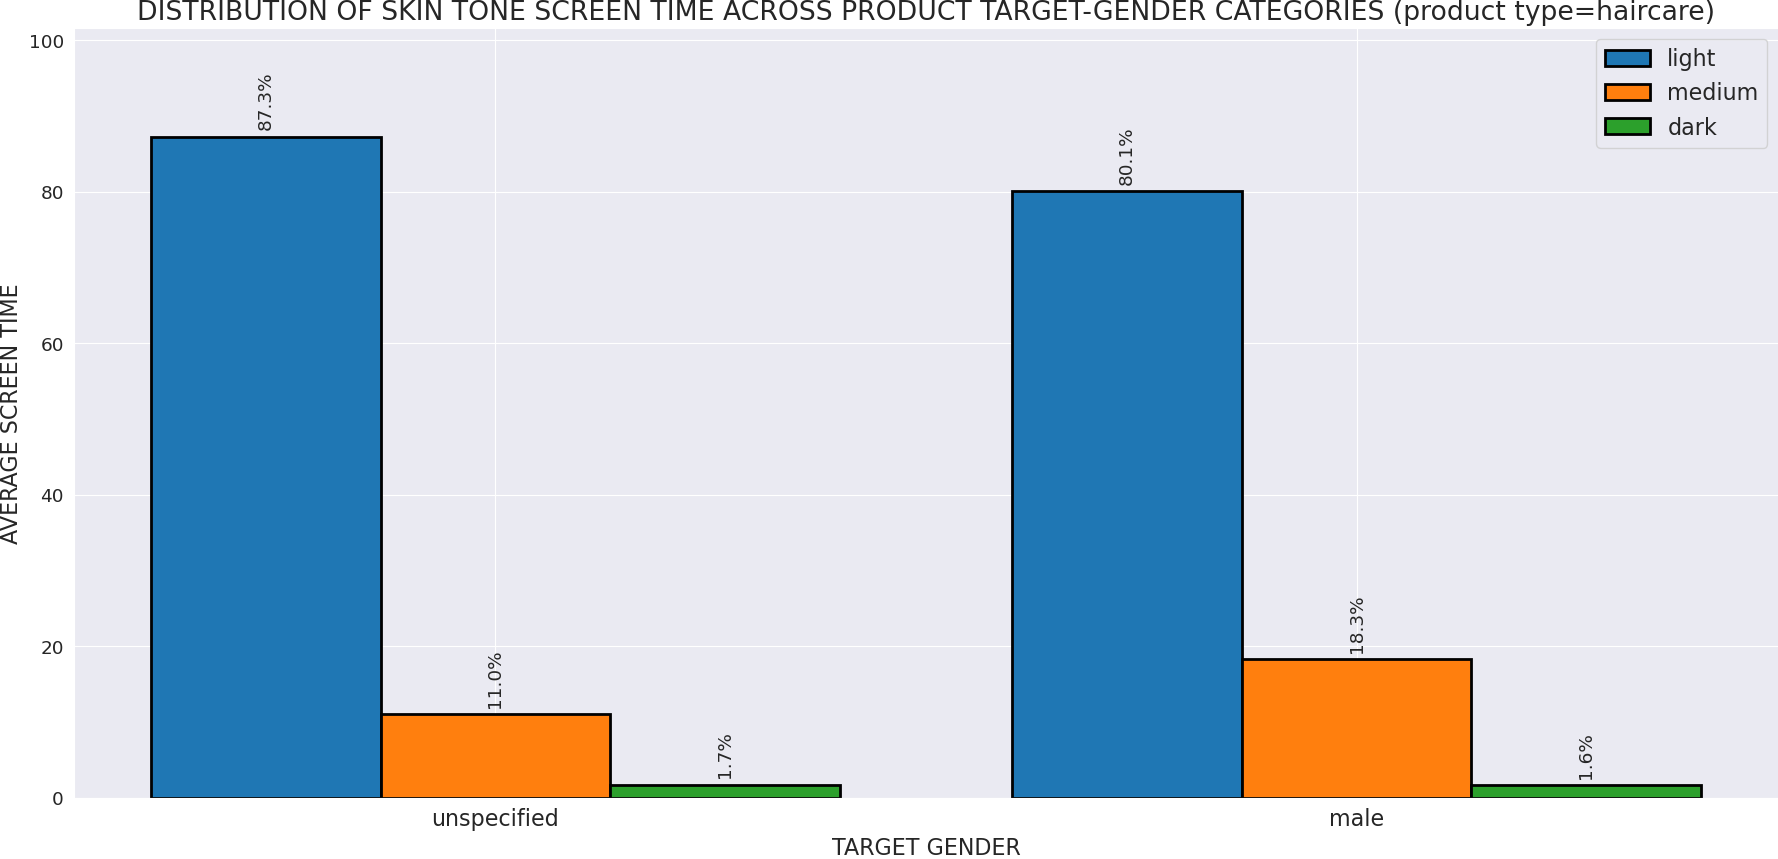 DISTRIBUTION OF SKIN TONE SCREEN TIME ACROSS PRODUCT TARGET-GENDER CATEGORIES (product type=haircare)
100
80
60
40
20
0
AVERAGE SCREEN TIME
light
medium
dark
87.3%
11.0%
1.7%
80.1%
18.3%
1.6%
unspecified
male
TARGET GENDER